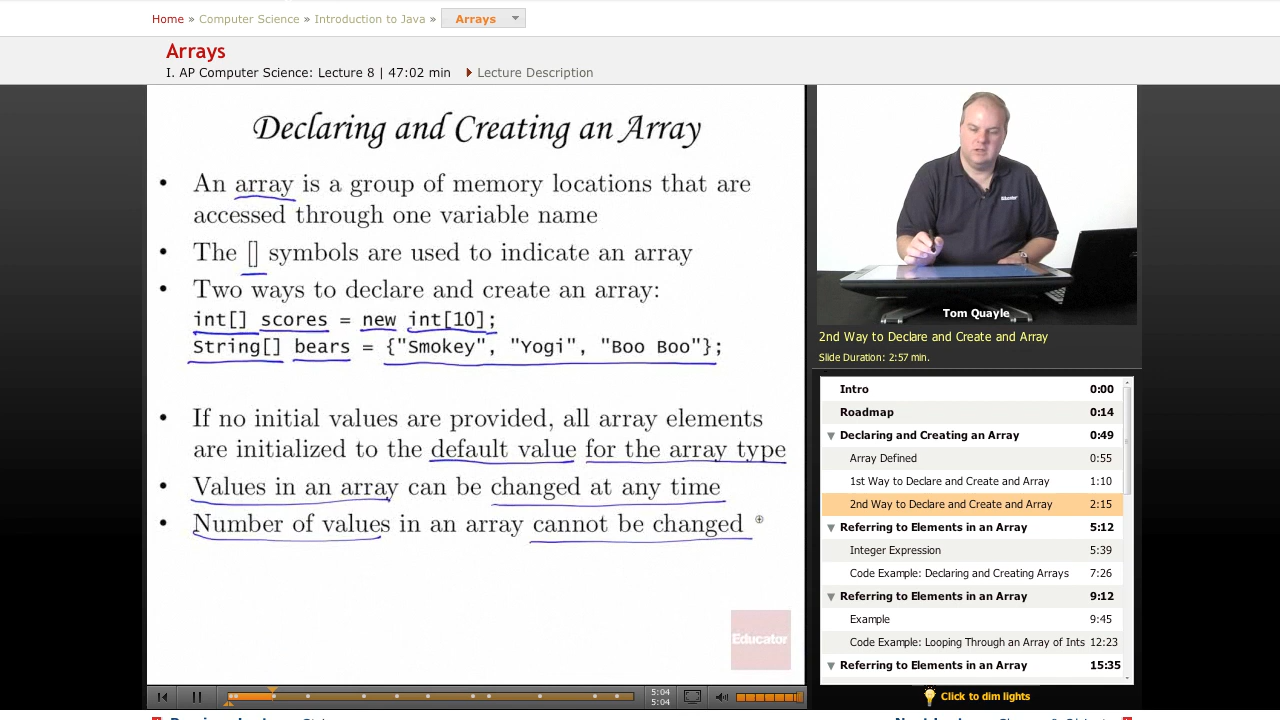 Home » Computer Science » Introduction to Java » Arrays
Arrays
I. AP Computer Science: Lecture 8 | 47:02 min Lecture Description
Declaring and Creating an Array
• An array is a group of memory locations that are
accessed through one variable name
• The [] symbols are used to indicate an array
• Two ways to declare and create an array:
int[] scores = new int[10];
String[] bears = {"Smokey", "Yogi", "Boo Boo"};
• If no initial values are provided, all array elements
are initialized to the default value for the array type
• Values in an array can be changed at any time
• Number of values in an array cannot be changed
Educator
5:04
5:04
Educator
Tom Quayle
2nd Way to Declare and Create and Array
Slide Duration: 2:57 min.
Intro 0:00
Roadmap 0:14
Declaring and Creating an Array 0:49
Array Defined 0:55
1st Way to Declare and Create and Array 1:10
2nd Way to Declare and Create and Array 2:15
Referring to Elements in an Array 5:12
Integer Expression 5:39
Code Example: Declaring and Creating Arrays 7:26
Referring to Elements in an Array 9:12
Example 9:45
Code Example: Looping Through an Array of Ints 12:23
Referring to Elements in an Array 15:35
Click to dim lights